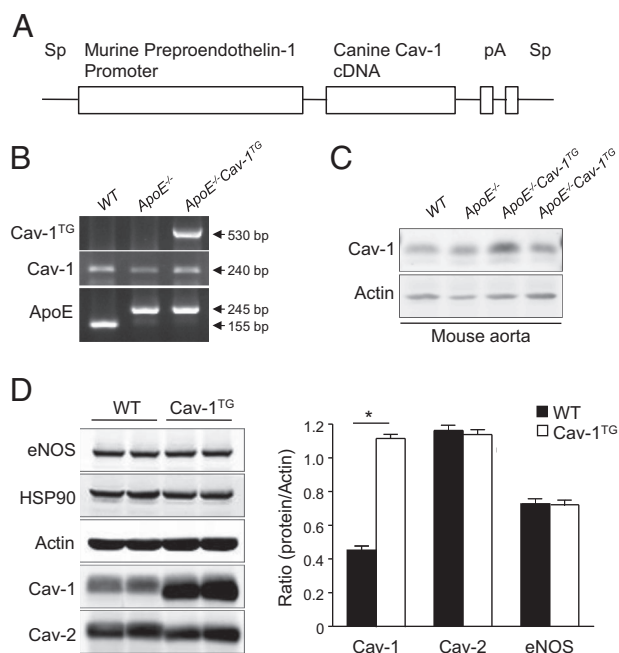 A
Sp Murine Preproendothelin-1 Promoter Canine Cav-1 cDNA pA Sp
B
WT ApoE-/- ApoE-/-Cav-1TG
Cav-1TG 530 bp
Cav-1 240 bp
ApoE 245 bp
155 bp
C
WT ApoE-/- ApoE-/-Cav-1TG ApoE-/-Cav-1TG
Cav-1
Actin
Mouse aorta
D
WT Cav-1TG
eNOS
HSP90
Actin
Cav-1
Cav-2
Ratio (protein/Actin)
1.2
1.0
0.8
0.6
0.4
0.2
0
*
WT
Cav-1TG
Cav-1 Cav-2 eNOS